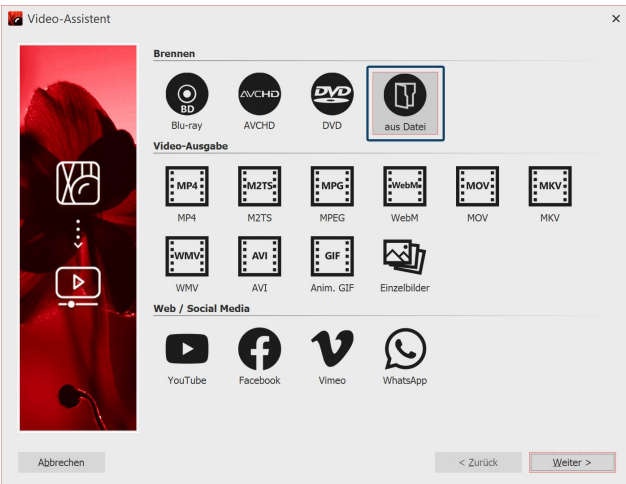 Video-Assistent
Brennen
BD
AVCHD
DVD
Blu-ray AVCHD DVD aus Datei
Video-Ausgabe
MP4 M2TS MPG WebM MOV MKV
MP4 M2TS MPEG WebM MOV MKV
WMV AVI GIF
WMV AVI Anim. GIF Einzelbilder
Web / Social Media
YouTube Facebook Vimeo WhatsApp
Abbrechen < Zurück Weiter >